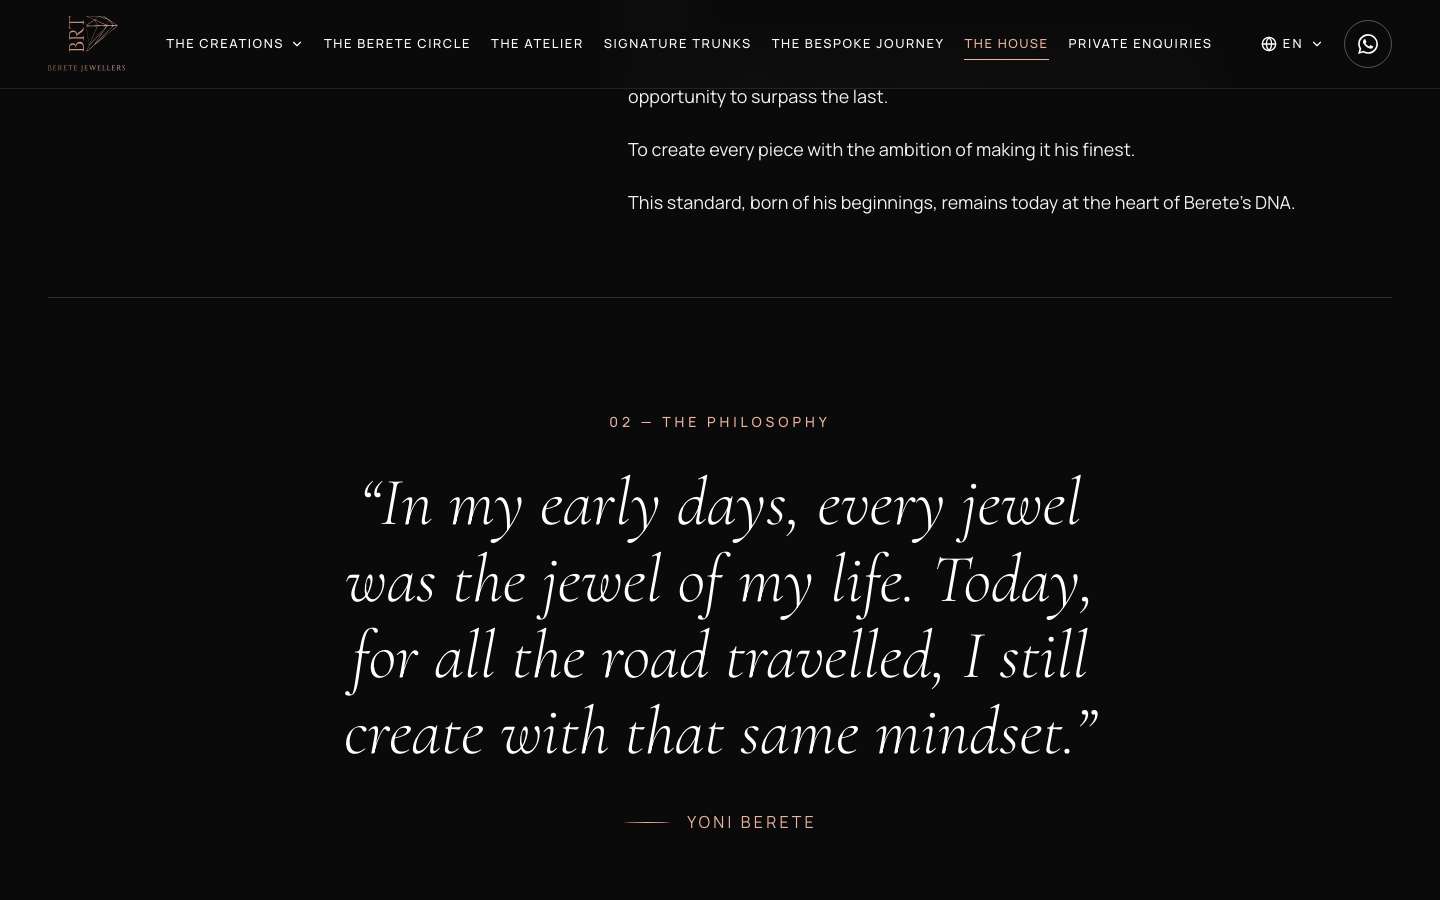 BRT
BERETE JEWELLERS
THE CREATIONS
THE BERETE CIRCLE
THE ATELIER
SIGNATURE TRUNKS
THE BESPOKE JOURNEY
THE HOUSE
PRIVATE ENQUIRIES
EN
opportunity to surpass the last.
To create every piece with the ambition of making it his finest.
This standard, born of his beginnings, remains today at the heart of Berete’s DNA.
02 — THE PHILOSOPHY
“In my early days, every jewel
was the jewel of my life. Today,
for all the road travelled, I still
create with that same mindset.”
YONI BERETE